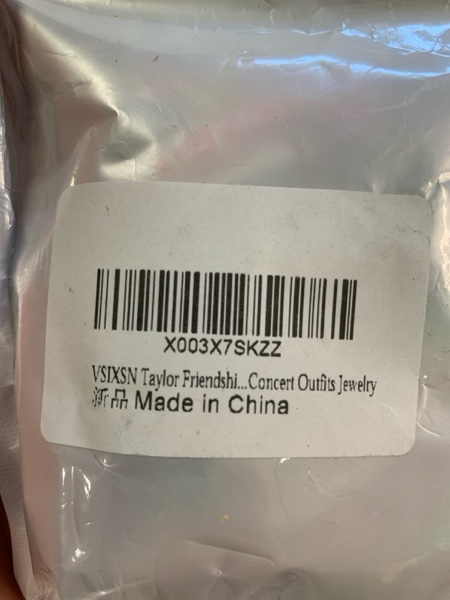 X003X7SKZZ
VSIXSN Taylor Friendshi...Concert Outfits Jewelry
新品 Made in China